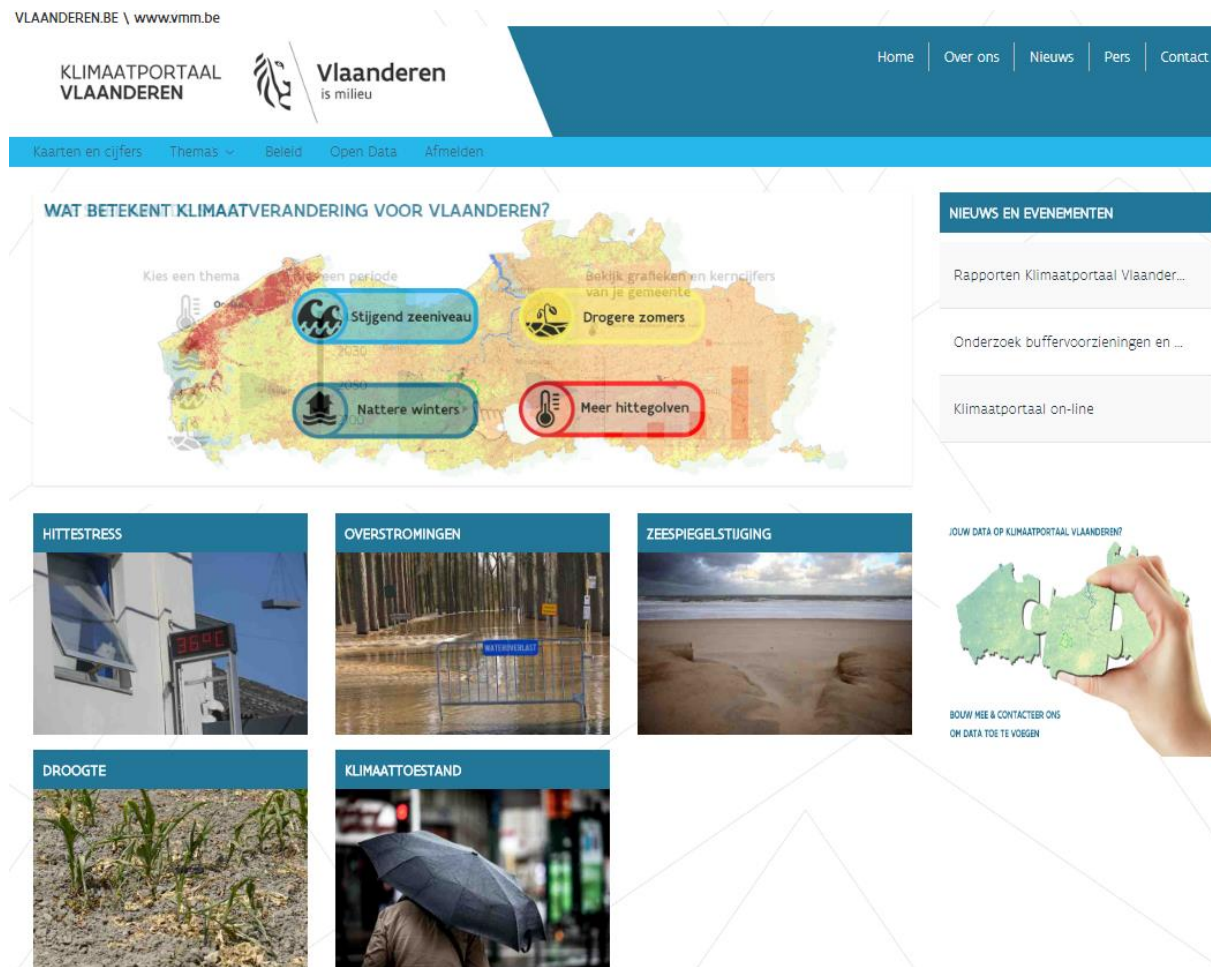 VLAANDEREN.BE \ www.vmm.be
KLIMAATPORTAAL
VLAANDEREN
Vlaanderen
is milieu
Home
Over ons
Nieuws
Pers
Contact
Kaarten en cijfers
Thema's
Beleid
Open Data
Afmelden
WAT BETEKENT KLIMAATVERANDERING VOOR VLAANDEREN?
Kies een thema
een periode
Bekijk grafieken en kerncijfers
van je gemeente
Stijgend zeeniveau
Drogere zomers
2030
2050
Nattere winters
Meer hittegolven
NIEUWS EN EVENEMENTEN
Rapporten Klimaatportaal Vlaander...
Onderzoek buffervoorzieningen en ...
Klimaatportaal on-line
HITTESTRESS
36°C
OVERSTROMINGEN
WATEROVERLAST
ZEESPIEGELSTIJGING
JOUW DATA OP KLIMAATPORTAAL VLAANDEREN?
BOUW MEE & CONTACTEER ONS
OM DATA TOE TE VOEGEN
DROOGTE
KLIMAATTOESTAND